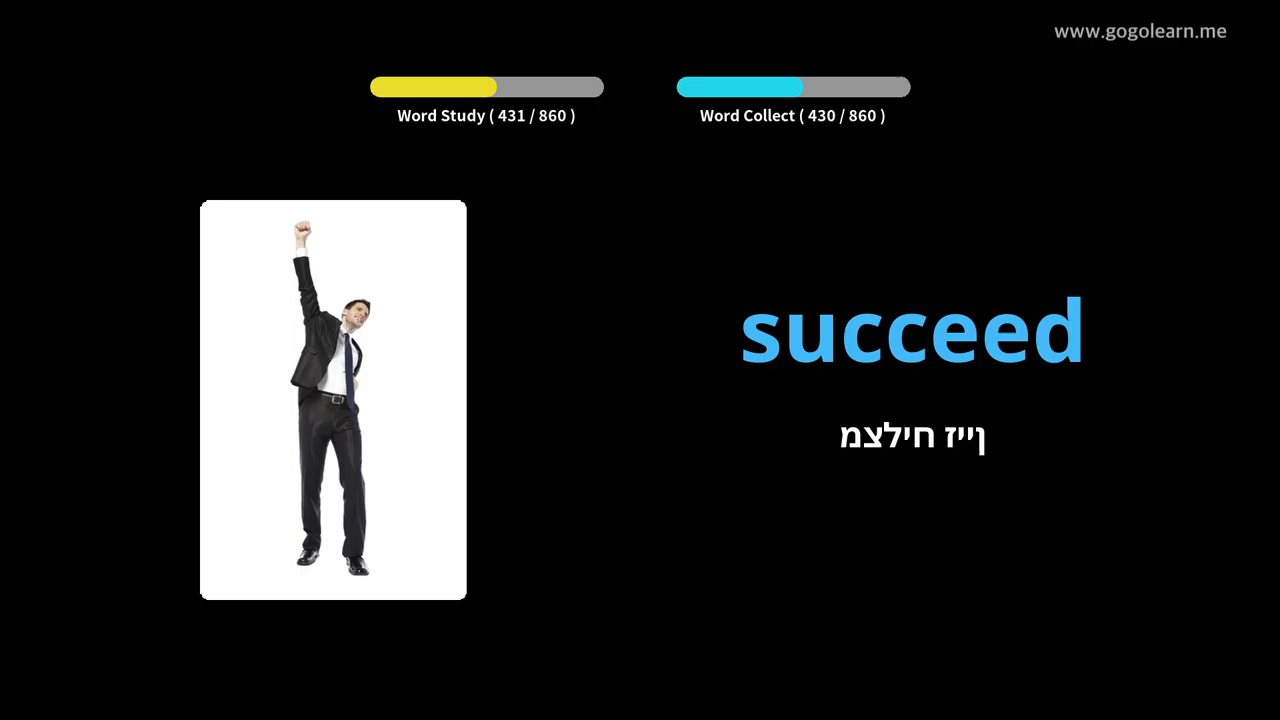 www.gogolearn.me
Word Study ( 431 / 860 )
Word Collect ( 430 / 860 )
succeed
ןייז חילצמ